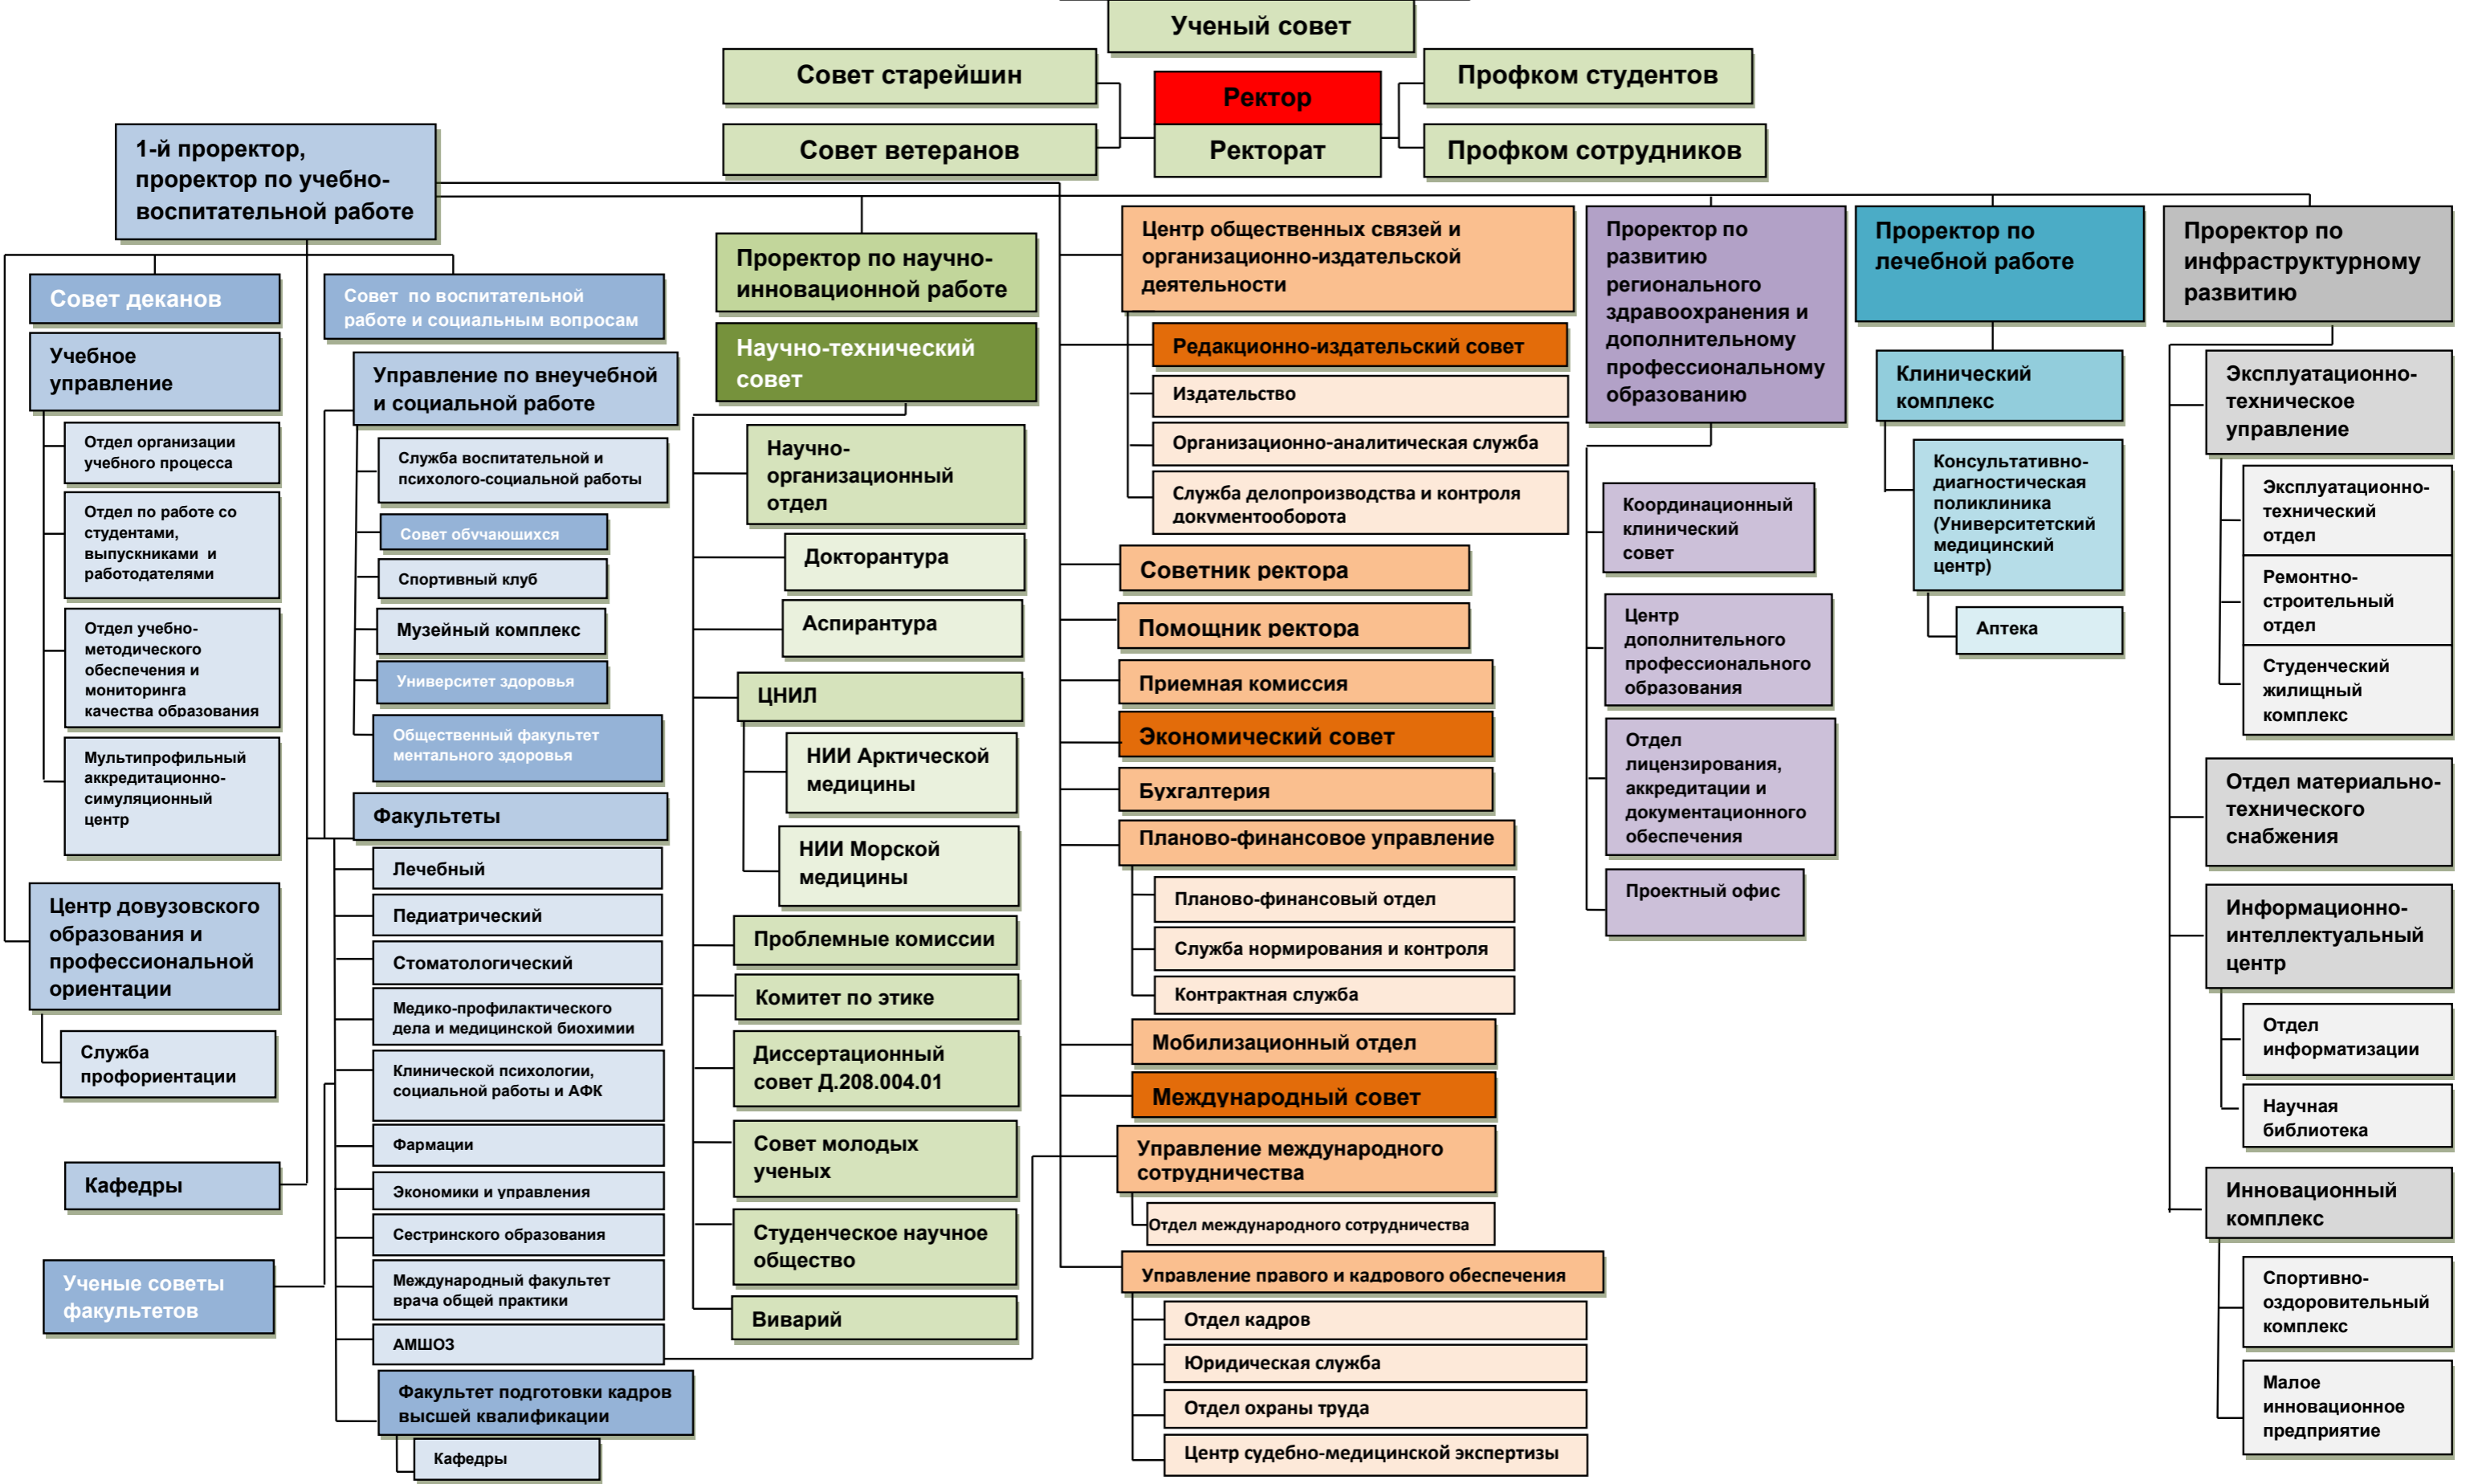 Ученый совет
Совет старейшин
Ректор
Профком студентов
Совет ветеранов
Ректорат
Профком сотрудников
1-й проректор,
проректор по учебно-
воспитательной работе
Совет деканов
Учебное
управление
Отдел организации
учебного процесса
Отдел по работе со
студентами,
выпускниками и
работодателями
Отдел учебно-
методического
обеспечения и
мониторинга
качества образования
Мультипрофильный
аккредитационно-
симуляционный
центр
Центр довузовского
образования и
профессиональной
ориентации
Служба
профориентации
Кафедры
Ученые советы
факультетов
Совет по воспитательной
работе и социальным вопросам
Управление по внеучебной
и социальной работе
Служба воспитательной и
психолого-социальной работы
Совет обучающихся
Спортивный клуб
Музейный комплекс
Университет здоровья
Общественный факультет
ментального здоровья
Факультеты
Лечебный
Педиатрический
Стоматологический
Медико-профилактического
дела и медицинской биохимии
Клинической психологии,
социальной работы и АФК
Фармации
Экономики и управления
Сестринского образования
Международный факультет
врача общей практики
АМШОЗ
Факультет подготовки кадров
высшей квалификации
Кафедры
Проректор по научно-
инновационной работе
Научно-технический
совет
Научно-
организационный
отдел
Докторантура
Аспирантура
ЦНИЛ
НИИ Арктической
медицины
НИИ Морской
медицины
Проблемные комиссии
Комитет по этике
Диссертационный
совет Д.208.004.01
Совет молодых
ученых
Студенческое научное
общество
Виварий
Центр общественных связей и
организационно-издательской
деятельности
Редакционно-издательский совет
Издательство
Организационно-аналитическая служба
Служба делопроизводства и контроля
документооборота
Советник ректора
Помощник ректора
Приемная комиссия
Экономический совет
Бухгалтерия
Планово-финансовое управление
Планово-финансовый отдел
Служба нормирования и контроля
Контрактная служба
Мобилизационный отдел
Международный совет
Управление международного
сотрудничества
Отдел международного сотрудничества
Управление правого и кадрового обеспечения
Отдел кадров
Юридическая служба
Отдел охраны труда
Центр судебно-медицинской экспертизы
Проректор по
развитию
регионального
здравоохранения и
дополнительному
профессиональному
образованию
Координационный
клинический
совет
Центр
дополнительного
профессионального
образования
Отдел
лицензирования,
аккредитации и
документационного
обеспечения
Проектный офис
Проректор по
лечебной работе
Клинический
комплекс
Консультативно-
диагностическая
поликлиника
(Университетский
медицинский
центр)
Аптека
Проректор по
инфраструктурному
развитию
Эксплуатационно-
техническое
управление
Эксплуатационно-
технический
отдел
Ремонтно-
строительный
отдел
Студенческий
жилищный
комплекс
Отдел материально-
технического
снабжения
Информационно-
интеллектуальный
центр
Отдел
информатизации
Научная
библиотека
Инновационный
комплекс
Спортивно-
оздоровительный
комплекс
Малое
инновационное
предприятие